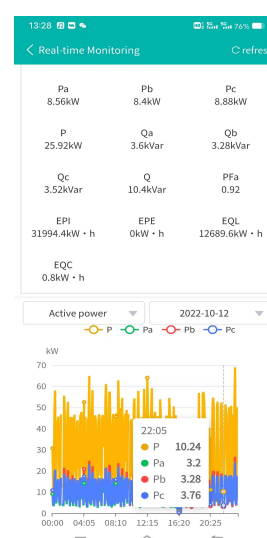 13:28 76%
Real-time Monitoring refres
Pa Pb Pc
8.56kW 8.4kW 8.88kW
P Qa Qb
25.92kW 3.6kVar 3.28kVar
Qc Q PFa
3.52kVar 10.4kVar 0.92
EPI EPE EQL
31994.4kW・h 0kW・h 12689.6kW・h
EQC
0.8kW・h
Active power 2022-10-12
P Pa Pb Pc
kW
70
60
50
40
30
20
10
0
22:05
P 10.24
Pa 3.2
Pb 3.28
Pc 3.76
00:00 04:05 08:10 12:15 16:20 20:25